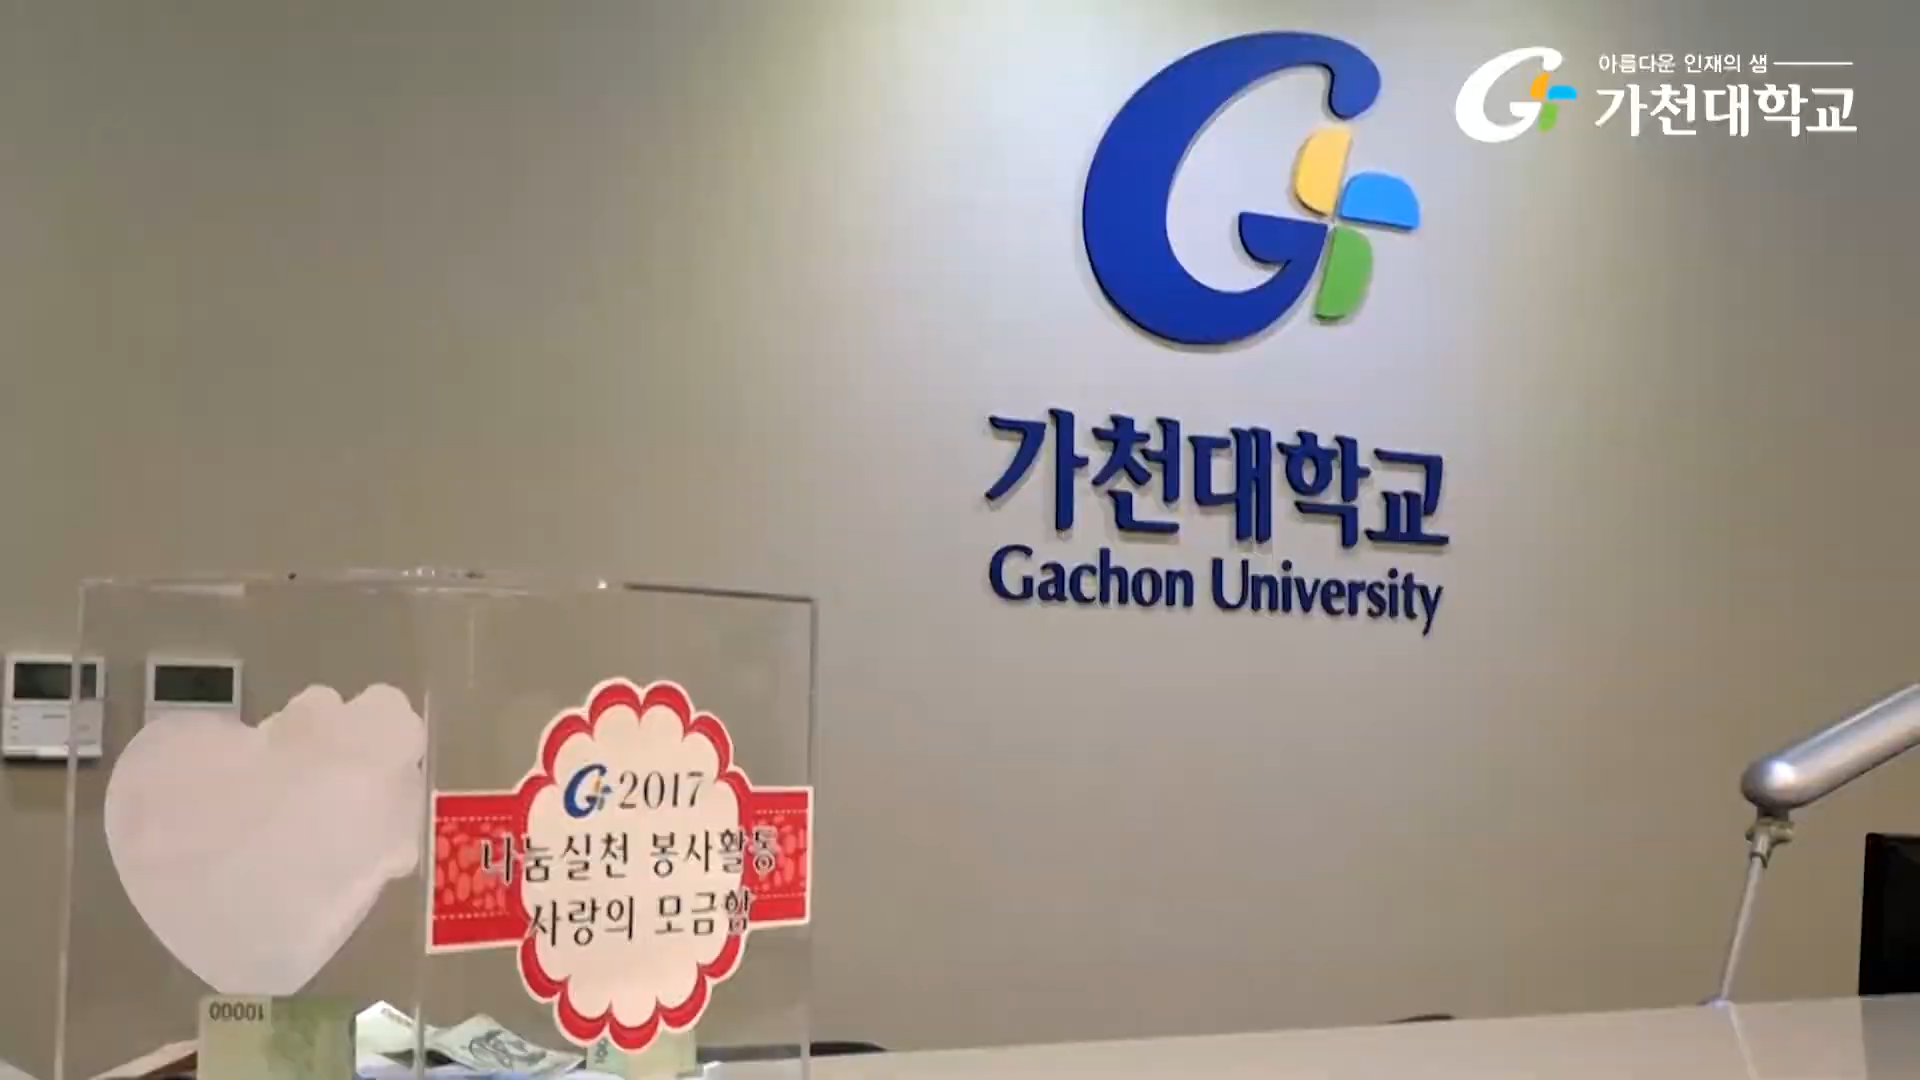 아름다운 인재의 샘
가천대학교
가천대학교
Gachon University
2017
나눔실천 봉사활동
사랑의 모금함
10000